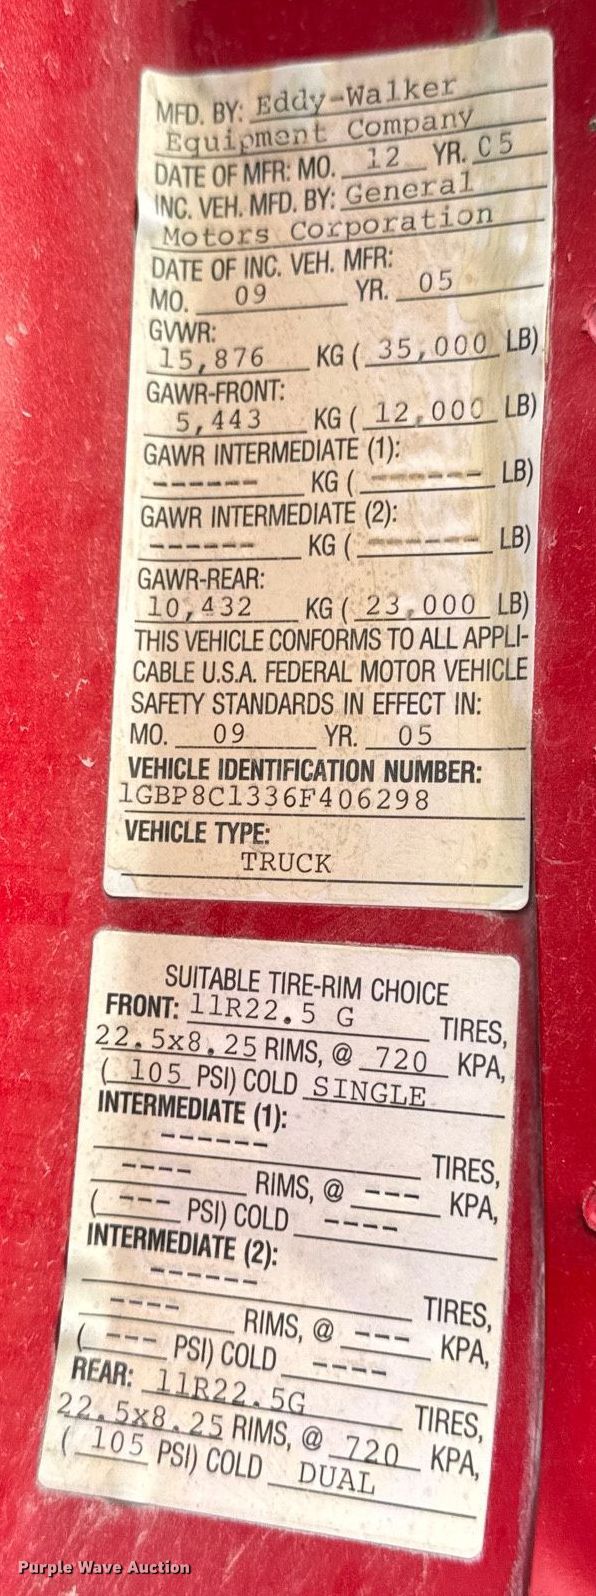 MFD. BY: Eddy-Walker
Equipment Company
DATE OF MFR: MO. 12 YR. C5
INC. VEH. MFD. BY: General
Motors Corporation
DATE OF INC. VEH. MFR:
MO. 09 YR. 05
GVWR:
15,876 KG ( 35,000 LB)
GAWR-FRONT:
5,443 KG ( 12,000 LB)
GAWR INTERMEDIATE (1):
------ KG ( ------ LB)
GAWR INTERMEDIATE (2):
------ KG ( ------ LB)
GAWR-REAR:
10,432 KG ( 23,000 LB)
THIS VEHICLE CONFORMS TO ALL APPLI-
CABLE U.S.A. FEDERAL MOTOR VEHICLE
SAFETY STANDARDS IN EFFECT IN:
MO. 09 YR. 05
VEHICLE IDENTIFICATION NUMBER:
1GBP8C1336F406298
VEHICLE TYPE:
TRUCK
SUITABLE TIRE-RIM CHOICE
FRONT: 11R22.5 G TIRES,
22.5x8.25 RIMS, @ 720 KPA,
( 105 PSI) COLD SINGLE
INTERMEDIATE (1):
------ TIRES,
---- RIMS, @ --- KPA,
( --- PSI) COLD ----
INTERMEDIATE (2):
------ TIRES,
---- RIMS, @ --- KPA,
( --- PSI) COLD ----
REAR: 11R22.5G TIRES,
22.5x8.25 RIMS, @ 720 KPA,
( 105 PSI) COLD DUAL
Purple Wave Auction